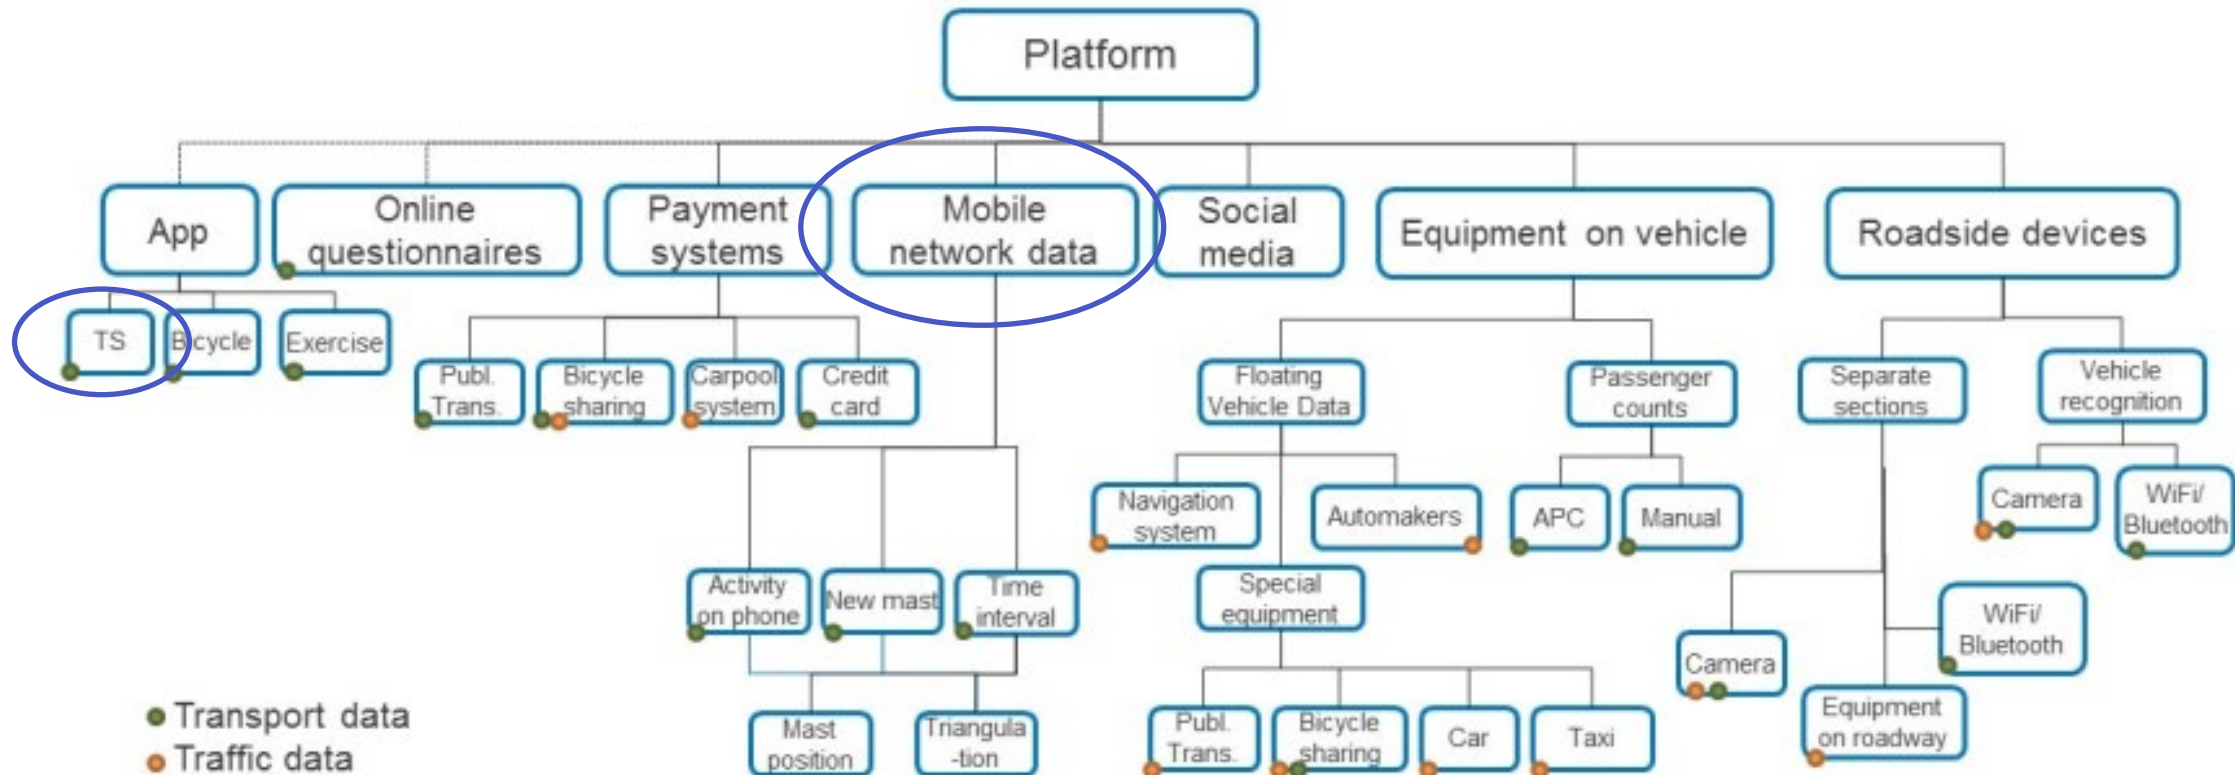 Platform
App
Online
questionnaires
Payment
systems
Mobile
network data
Social
media
Equipment on vehicle
Roadside devices
TS
Bicycle
Exercise
Publ.
Trans.
Bicycle
sharing
Carpool
system
Credit
card
Floating
Vehicle Data
Passenger
counts
Separate
sections
Vehicle
recognition
Navigation
system
Automakers
APC
Manual
Camera
WiFi/
Bluetooth
Activity
on phone
New mast
Time
interval
Special
equipment
WiFi/
Bluetooth
Camera
Equipment
on roadway
Mast
position
Triangula
-tion
Publ.
Trans.
Bicycle
sharing
Car
Taxi
Transport data
Traffic data